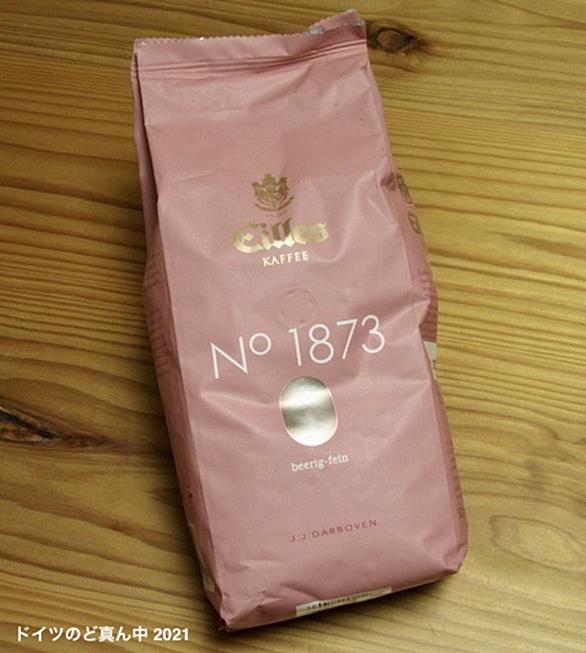 Eilles
KAFFEE
No 1873
beerig-fein
J.J.DARBOVEN
ドイツのど真ん中 2021